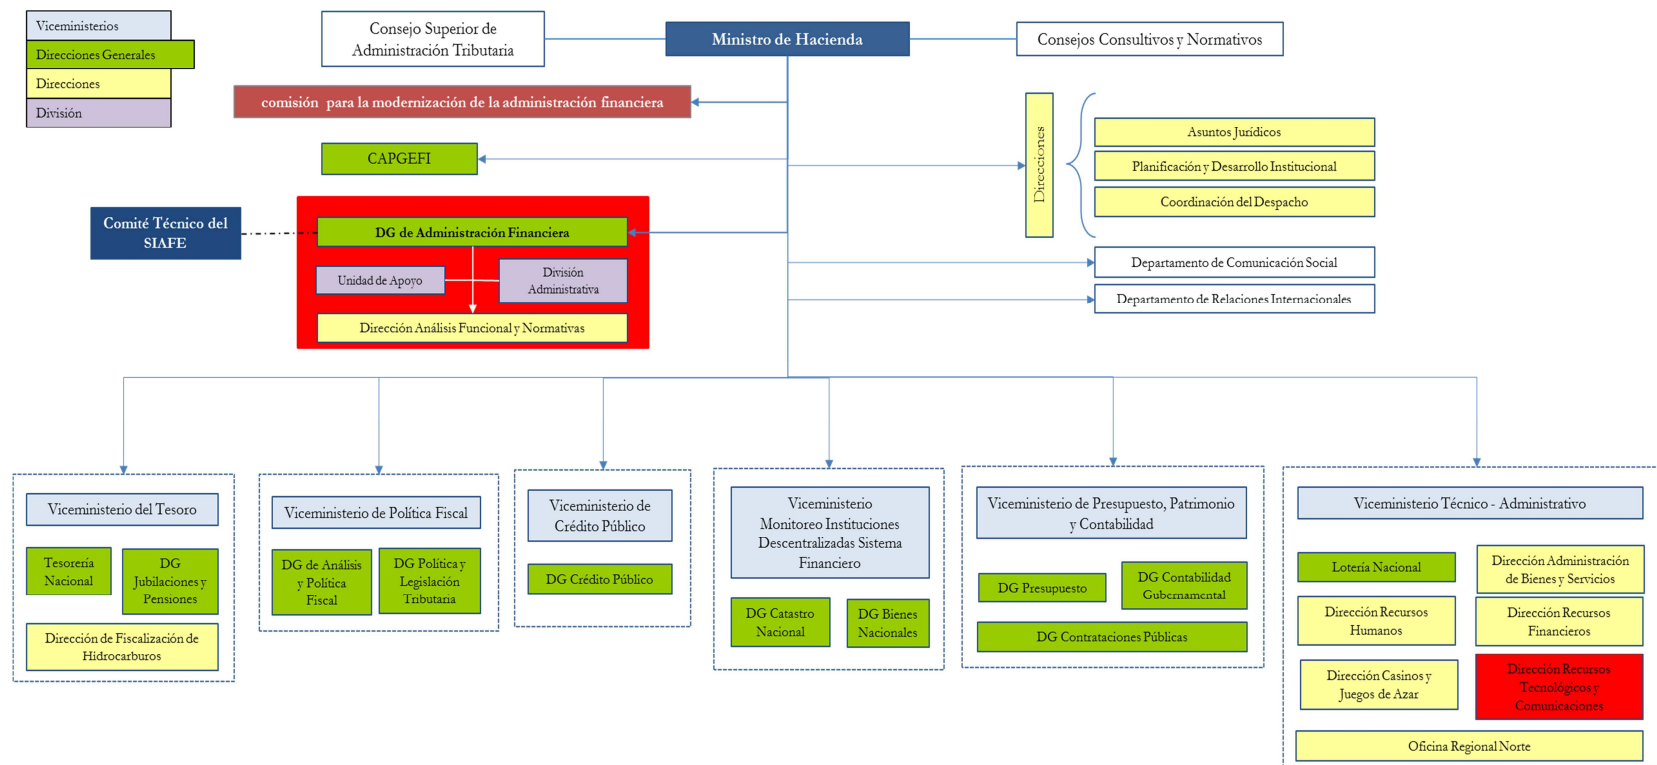 Viceministerios
Direcciones Generales
Direcciones
División
Consejo Superior de
Administración Tributaria
Ministro de Hacienda
Consejos Consultivos y Normativos
comisión para la modernización de la administración financiera
CAPGEFI
Direcciones
Asuntos Jurídicos
Planificación y Desarrollo Institucional
Coordinación del Despacho
Comité Técnico del
SIAFE
DG de Administración Financiera
Unidad de Apoyo
División
Administrativa
Dirección Análisis Funcional y Normativas
Departamento de Comunicación Social
Departamento de Relaciones Internacionales
Viceministerio del Tesoro
Tesorería
Nacional
DG
Jubilaciones y
Pensiones
Dirección de Fiscalización de
Hidrocarburos
Viceministerio de Política Fiscal
DG de Análisis
y Política
Fiscal
DG Política y
Legislación
Tributaria
Viceministerio de
Crédito Público
DG Crédito Público
Viceministerio
Monitoreo Instituciones
Descentralizadas Sistema
Financiero
DG Catastro
Nacional
DG Bienes
Nacionales
Viceministerio de Presupuesto, Patrimonio
y Contabilidad
DG Presupuesto
DG Contabilidad
Gubernamental
DG Contrataciones Públicas
Viceministerio Técnico - Administrativo
Lotería Nacional
Dirección Administración
de Bienes y Servicios
Dirección Recursos
Humanos
Dirección Recursos
Financieros
Dirección Casinos y
Juegos de Azar
Dirección Recursos
Tecnológicos y
Comunicaciones
Oficina Regional Norte